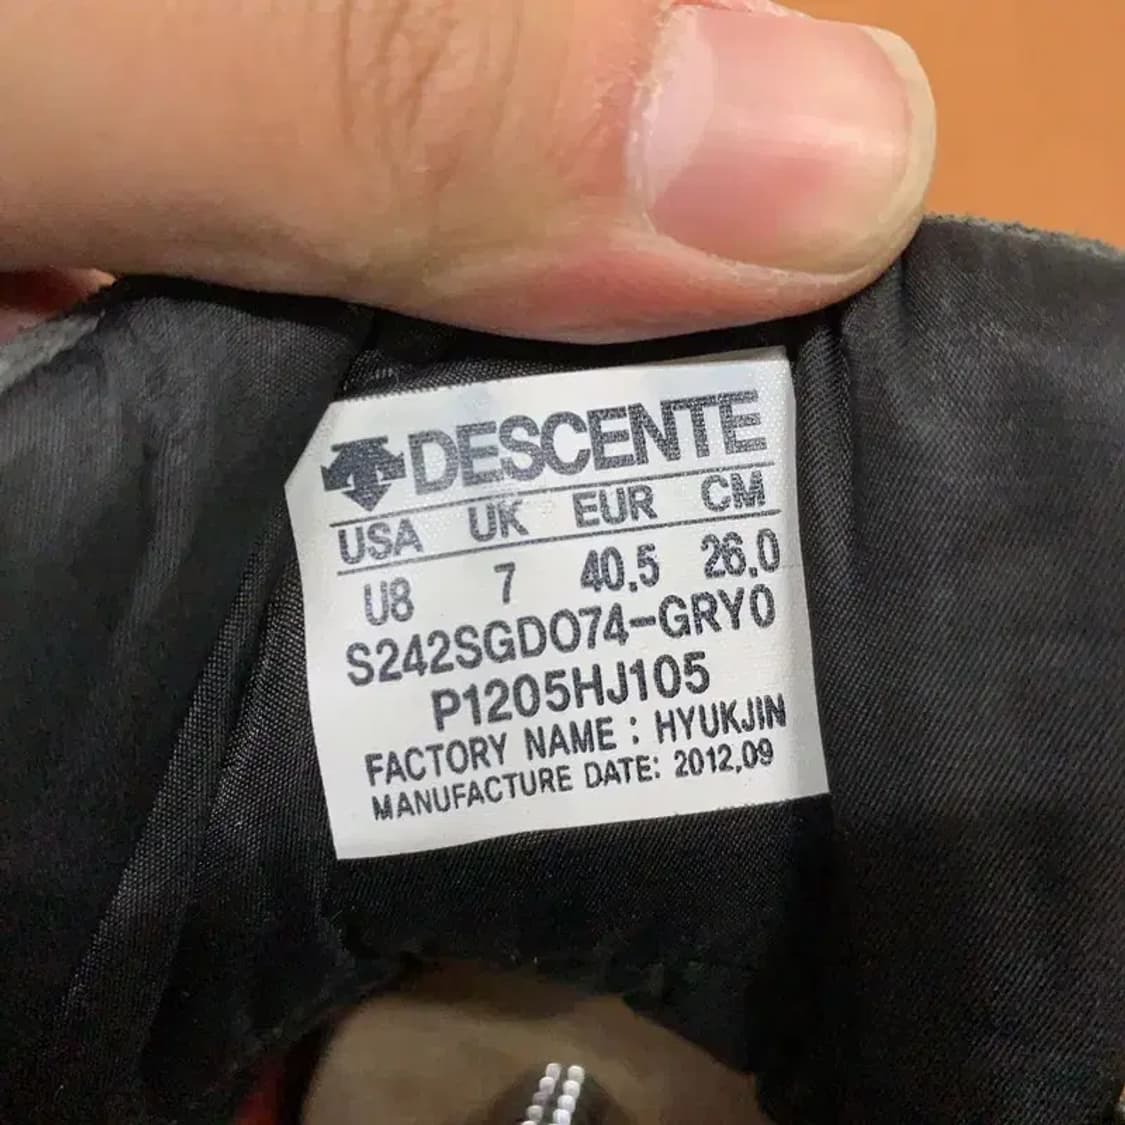 DESCENTE
USA UK EUR CM
U8 7 40.5 26.0
S242SGDO74-GRY0
P1205HJ105
FACTORY NAME : HYUKJIN
MANUFACTURE DATE: 2012.09